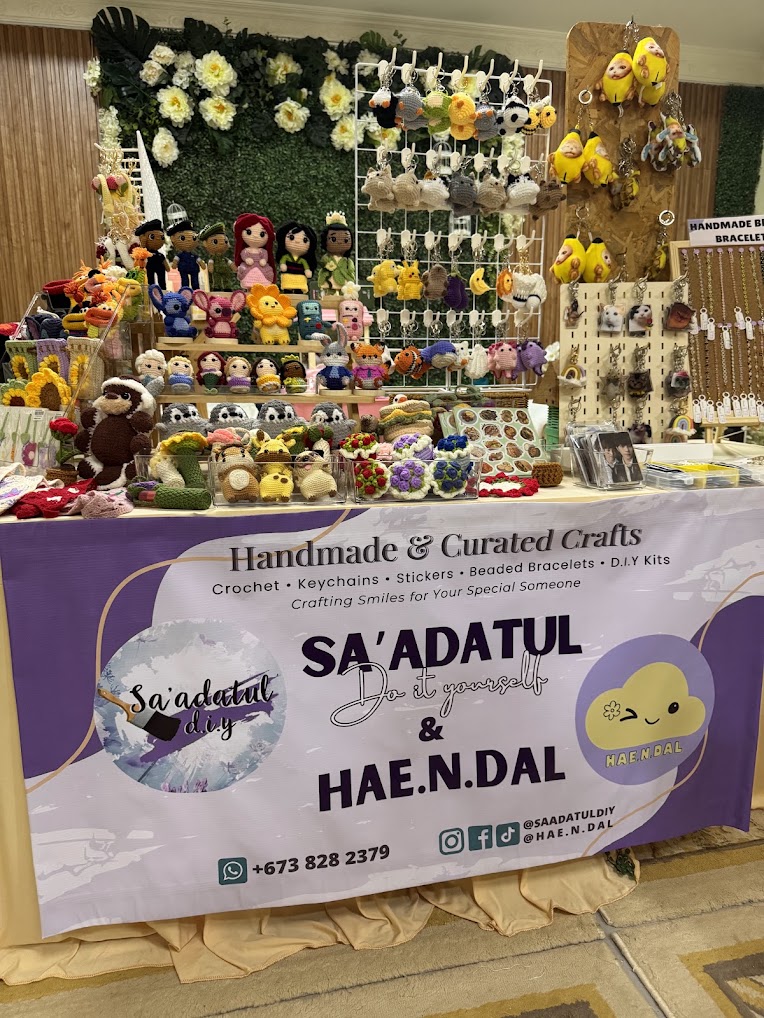 HANDMADE BE
BRACELET
Handmade & Curated Crafts
Crochet • Keychains • Stickers • Beaded Bracelets • D.I.Y Kits
Crafting Smiles for Your Special Someone
SA'ADATUL
Do it yourself
&
HAE.N.DAL
Sa'adatul
d.i.y
HAE.N.DAL
+673 828 2379
@SAADATULDIY
@HAE.N.DAL